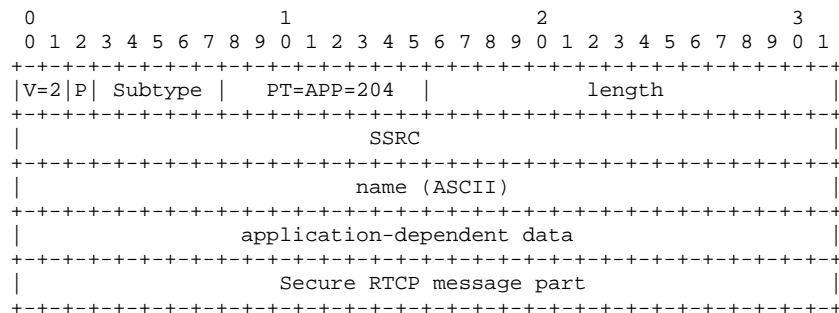 0                   1                   2                   3
 0 1 2 3 4 5 6 7 8 9 0 1 2 3 4 5 6 7 8 9 0 1 2 3 4 5 6 7 8 9 0 1
+-+-+-+-+-+-+-+-+-+-+-+-+-+-+-+-+-+-+-+-+-+-+-+-+-+-+-+-+-+-+-+-+
|V=2|P| Subtype |   PT=APP=204  |            length             |
+-+-+-+-+-+-+-+-+-+-+-+-+-+-+-+-+-+-+-+-+-+-+-+-+-+-+-+-+-+-+-+-+
|                           SSRC                                |
+-+-+-+-+-+-+-+-+-+-+-+-+-+-+-+-+-+-+-+-+-+-+-+-+-+-+-+-+-+-+-+-+
|                          name (ASCII)                         |
+-+-+-+-+-+-+-+-+-+-+-+-+-+-+-+-+-+-+-+-+-+-+-+-+-+-+-+-+-+-+-+-+
|                 application-dependent data                    |
+-+-+-+-+-+-+-+-+-+-+-+-+-+-+-+-+-+-+-+-+-+-+-+-+-+-+-+-+-+-+-+-+
|                    Secure RTCP message part                   |
+-+-+-+-+-+-+-+-+-+-+-+-+-+-+-+-+-+-+-+-+-+-+-+-+-+-+-+-+-+-+-+-+